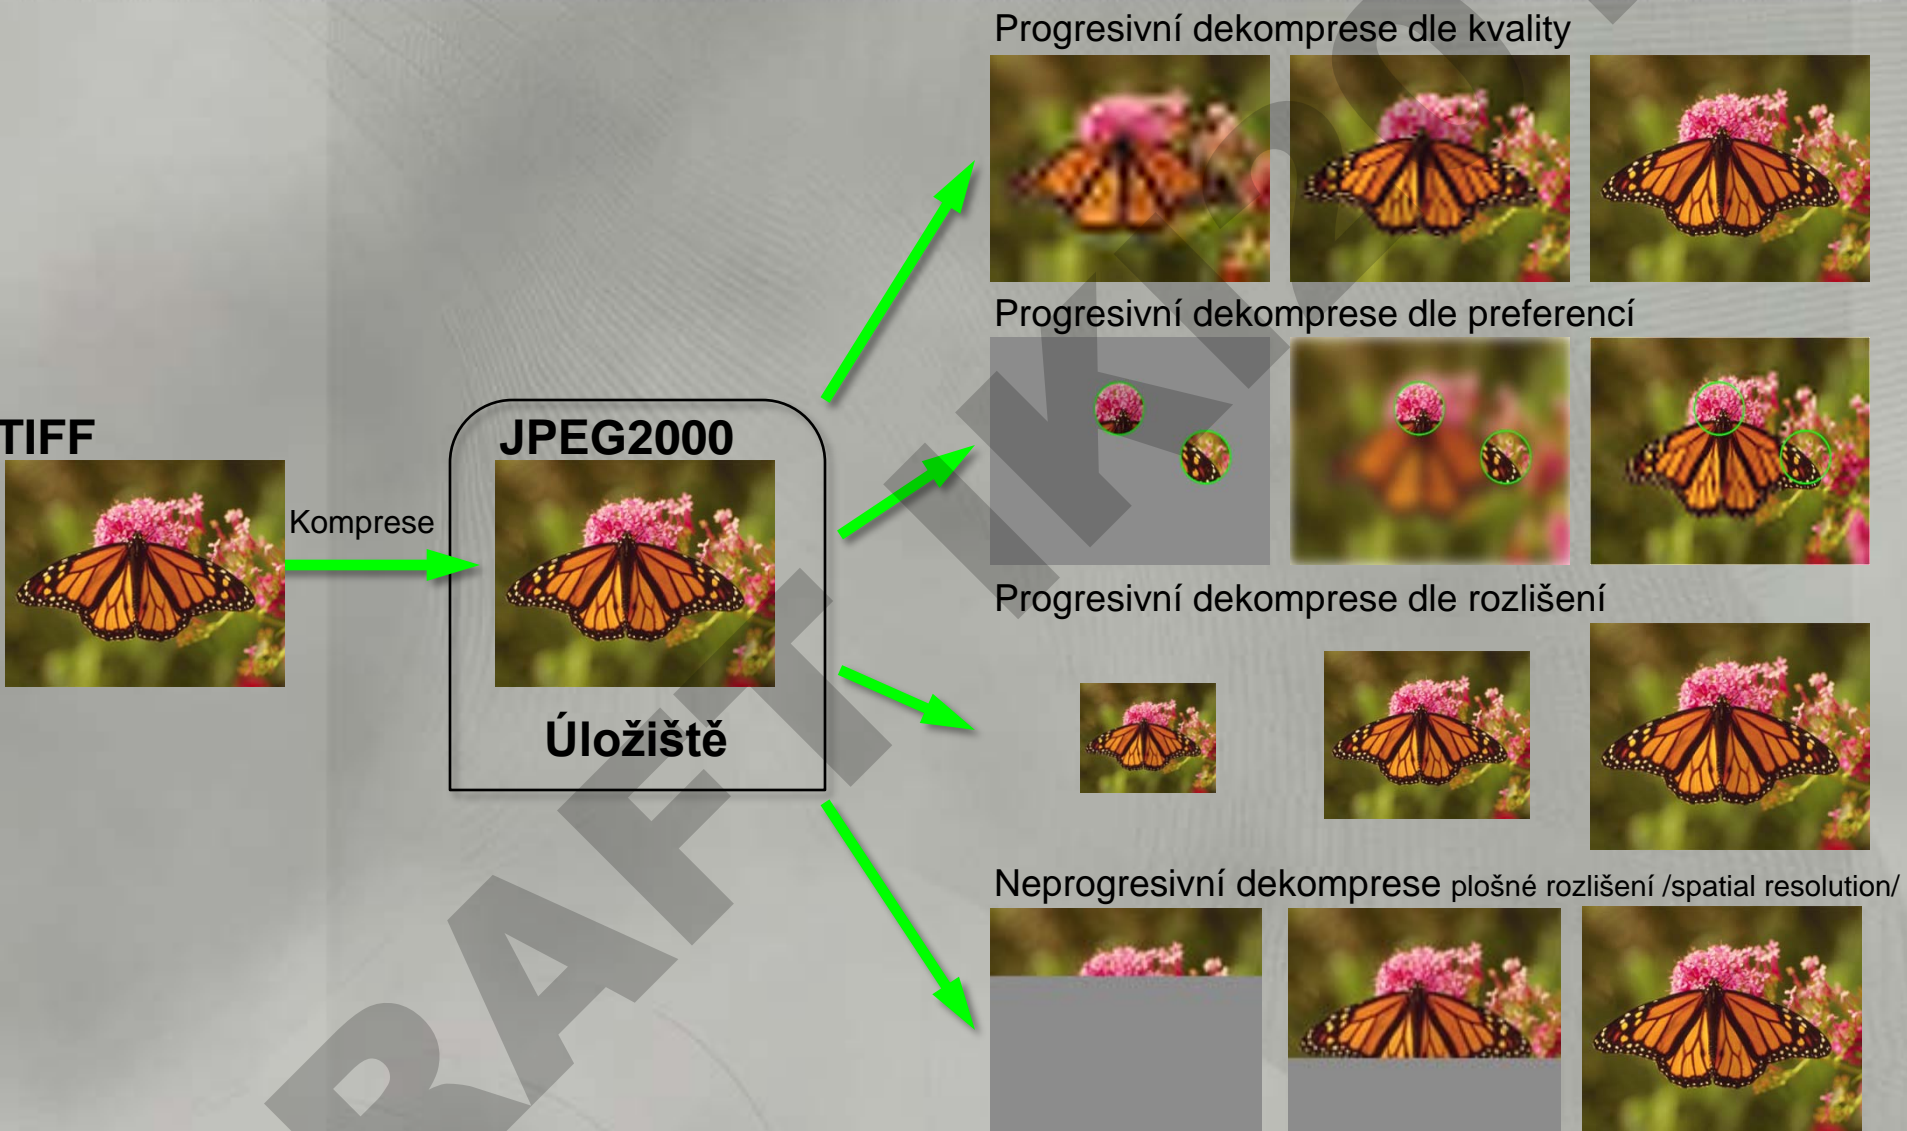 Progresivní dekomprese dle kvality
Progresivní dekomprese dle preferencí
TIFF
JPEG2000
Komprese
Progresivní dekomprese dle rozlišení
Úložiště
Neprogresivní dekomprese plošné rozlišení /spatial resolution/